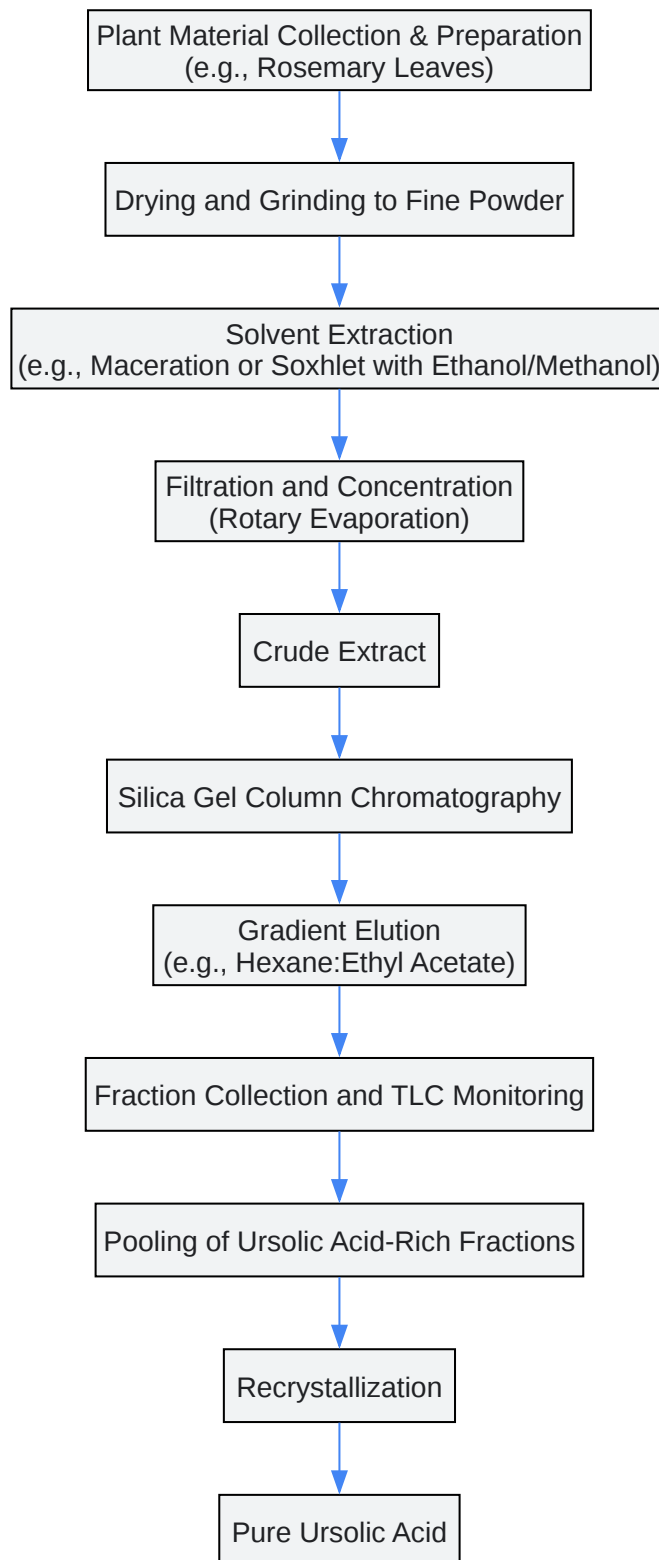 Plant Material Collection & Preparation
(e.g., Rosemary Leaves)
Drying and Grinding to Fine Powder
Solvent Extraction
(e.g., Maceration or Soxhlet with Ethanol/Methanol)
Filtration and Concentration
(Rotary Evaporation)
Crude Extract
Silica Gel Column Chromatography
Gradient Elution
(e.g., Hexane:Ethyl Acetate)
Fraction Collection and TLC Monitoring
Pooling of Ursolic Acid-Rich Fractions
Recrystallization
Pure Ursolic Acid